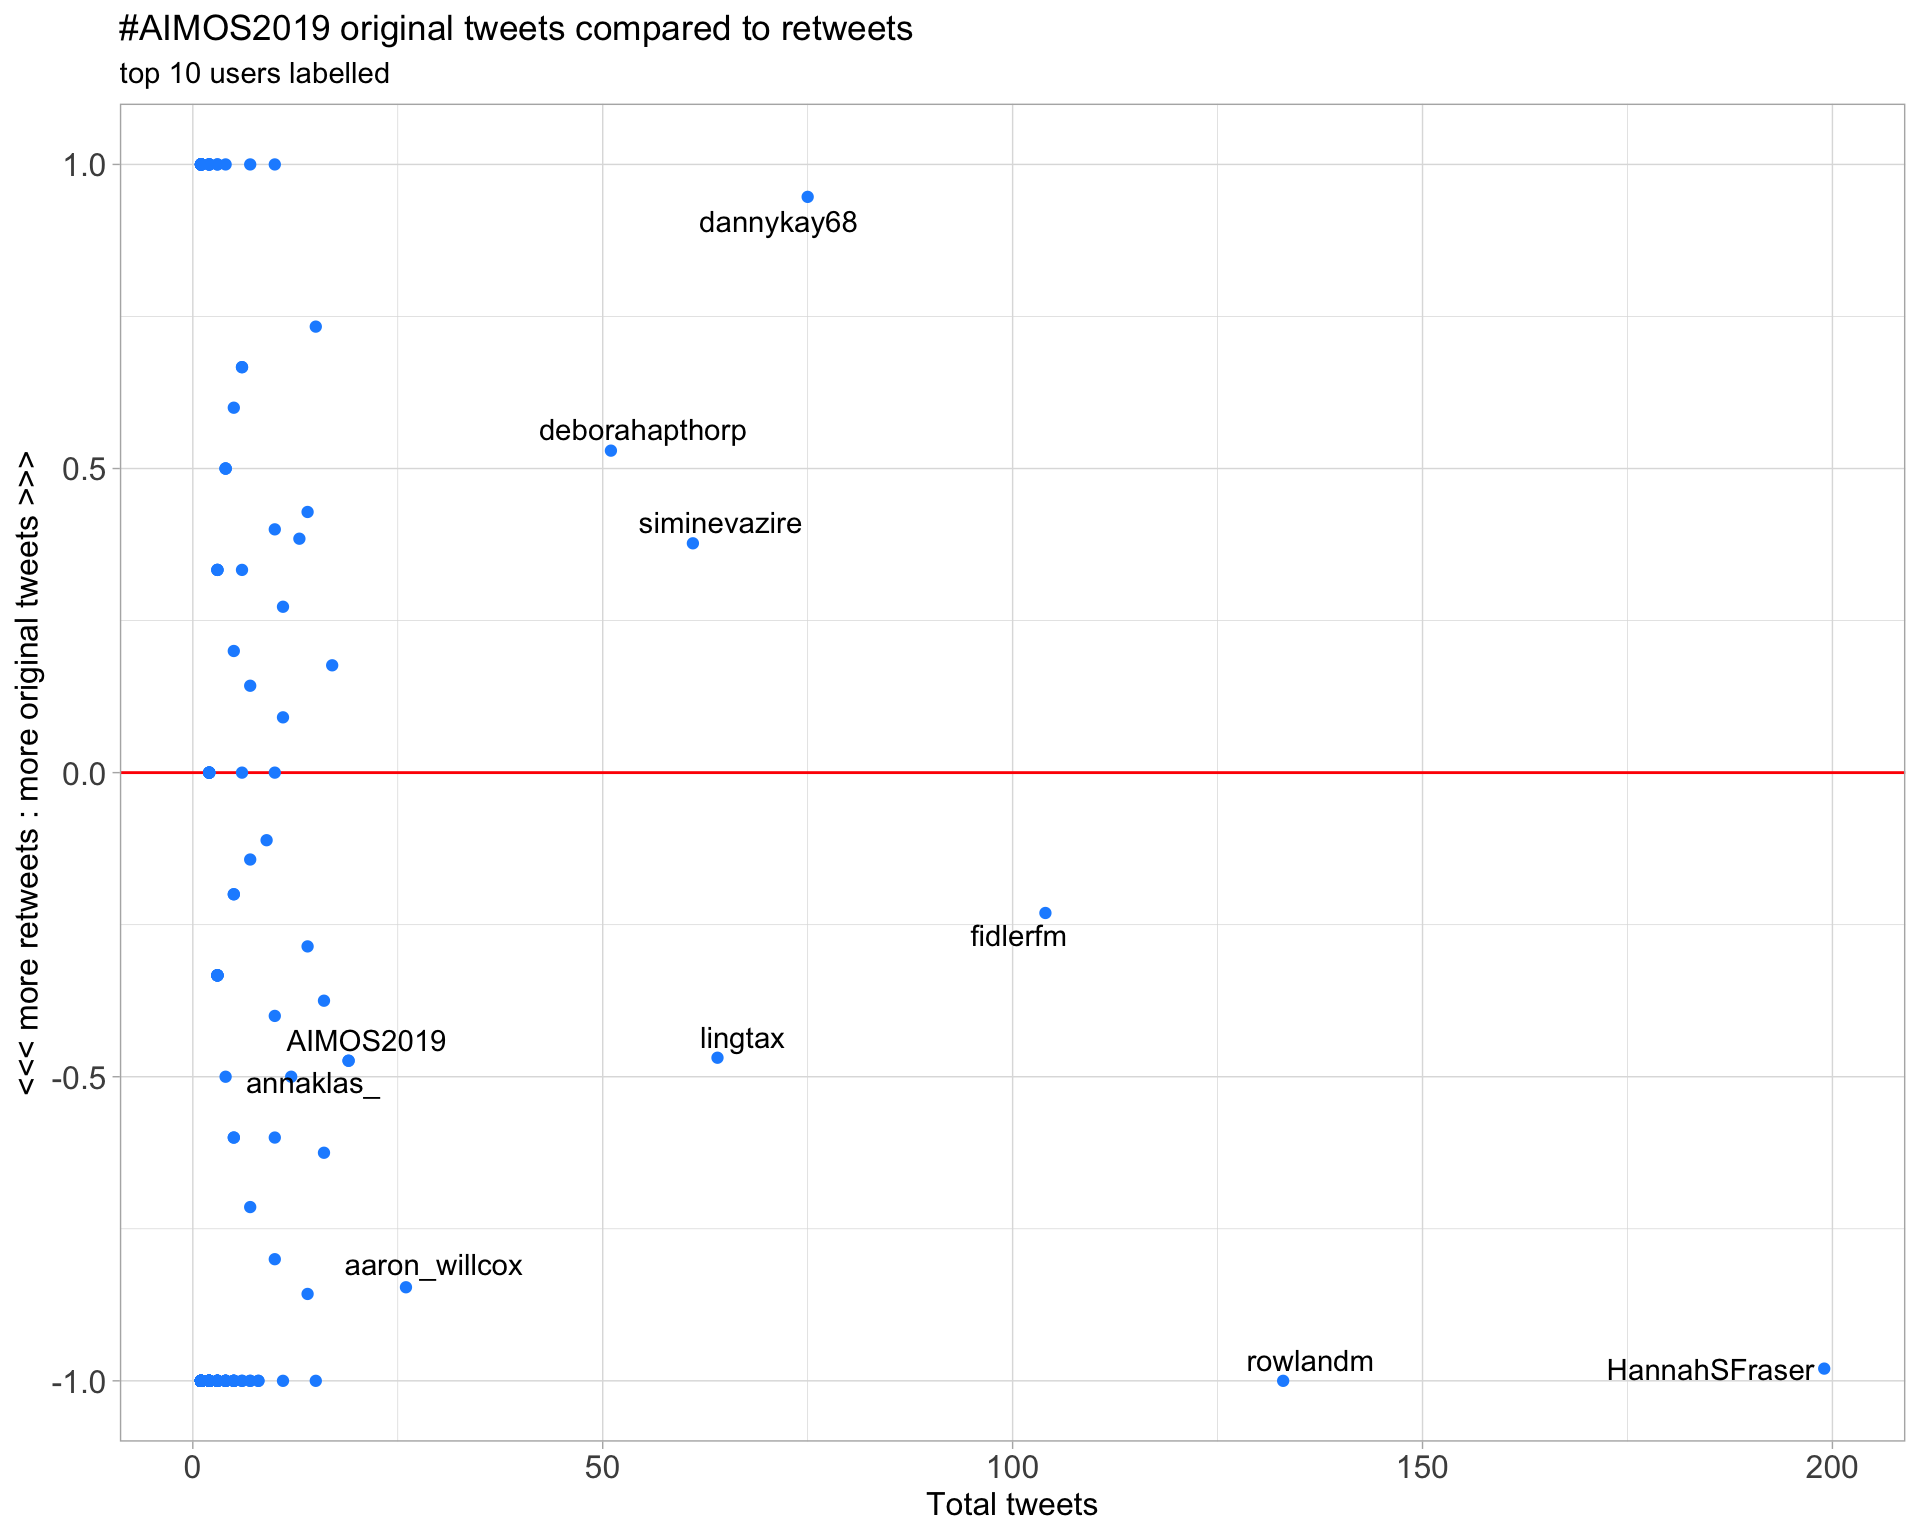 #AIMOS2019 original tweets compared to retweets
top 10 users labelled
<<< more retweets : more original tweets >>>
1.0
0.5
0.0
-0.5
-1.0
dannykay68
deborahapthorp
siminevazire
fidlerfm
AIMOS2019
lingtax
annaklas_
aaron_willcox
rowlandm
HannahSFraser
0 50 100 150 200
Total tweets